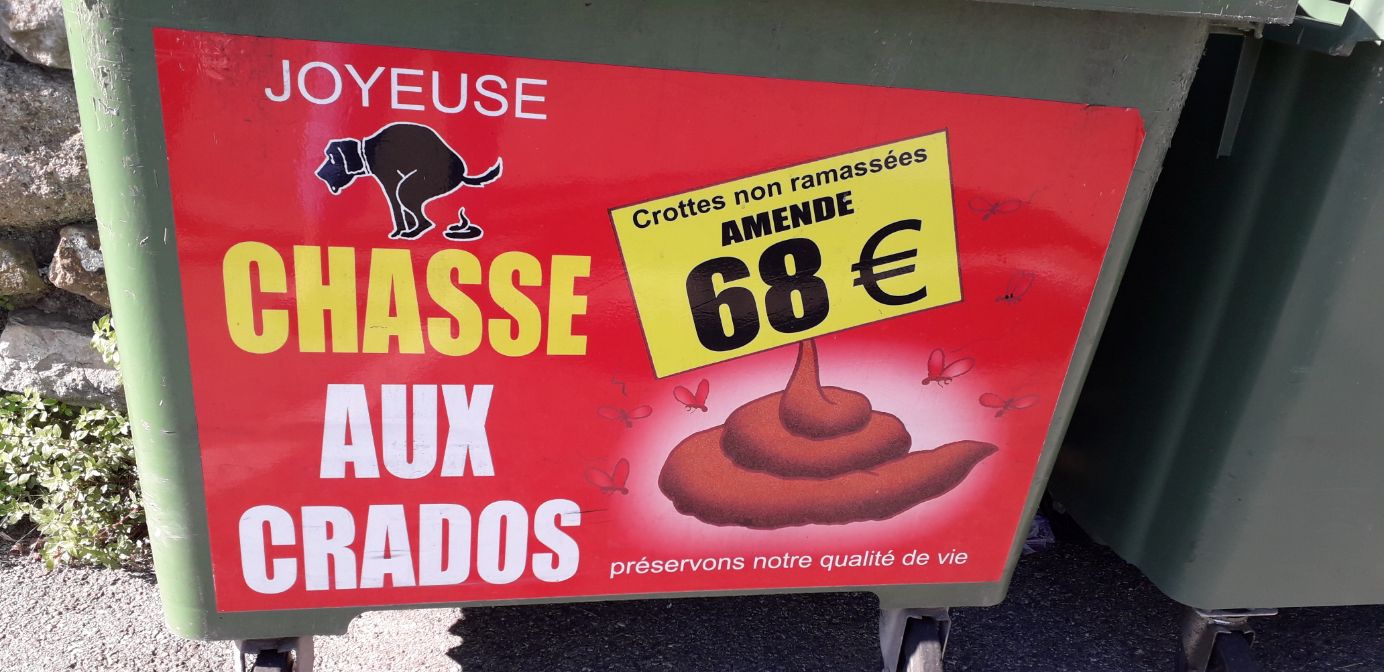 JOYEUSE
CHASSE
AUX
CRADOS
Crottes non ramassées
AMENDE
68 €
préservons notre qualité de vie